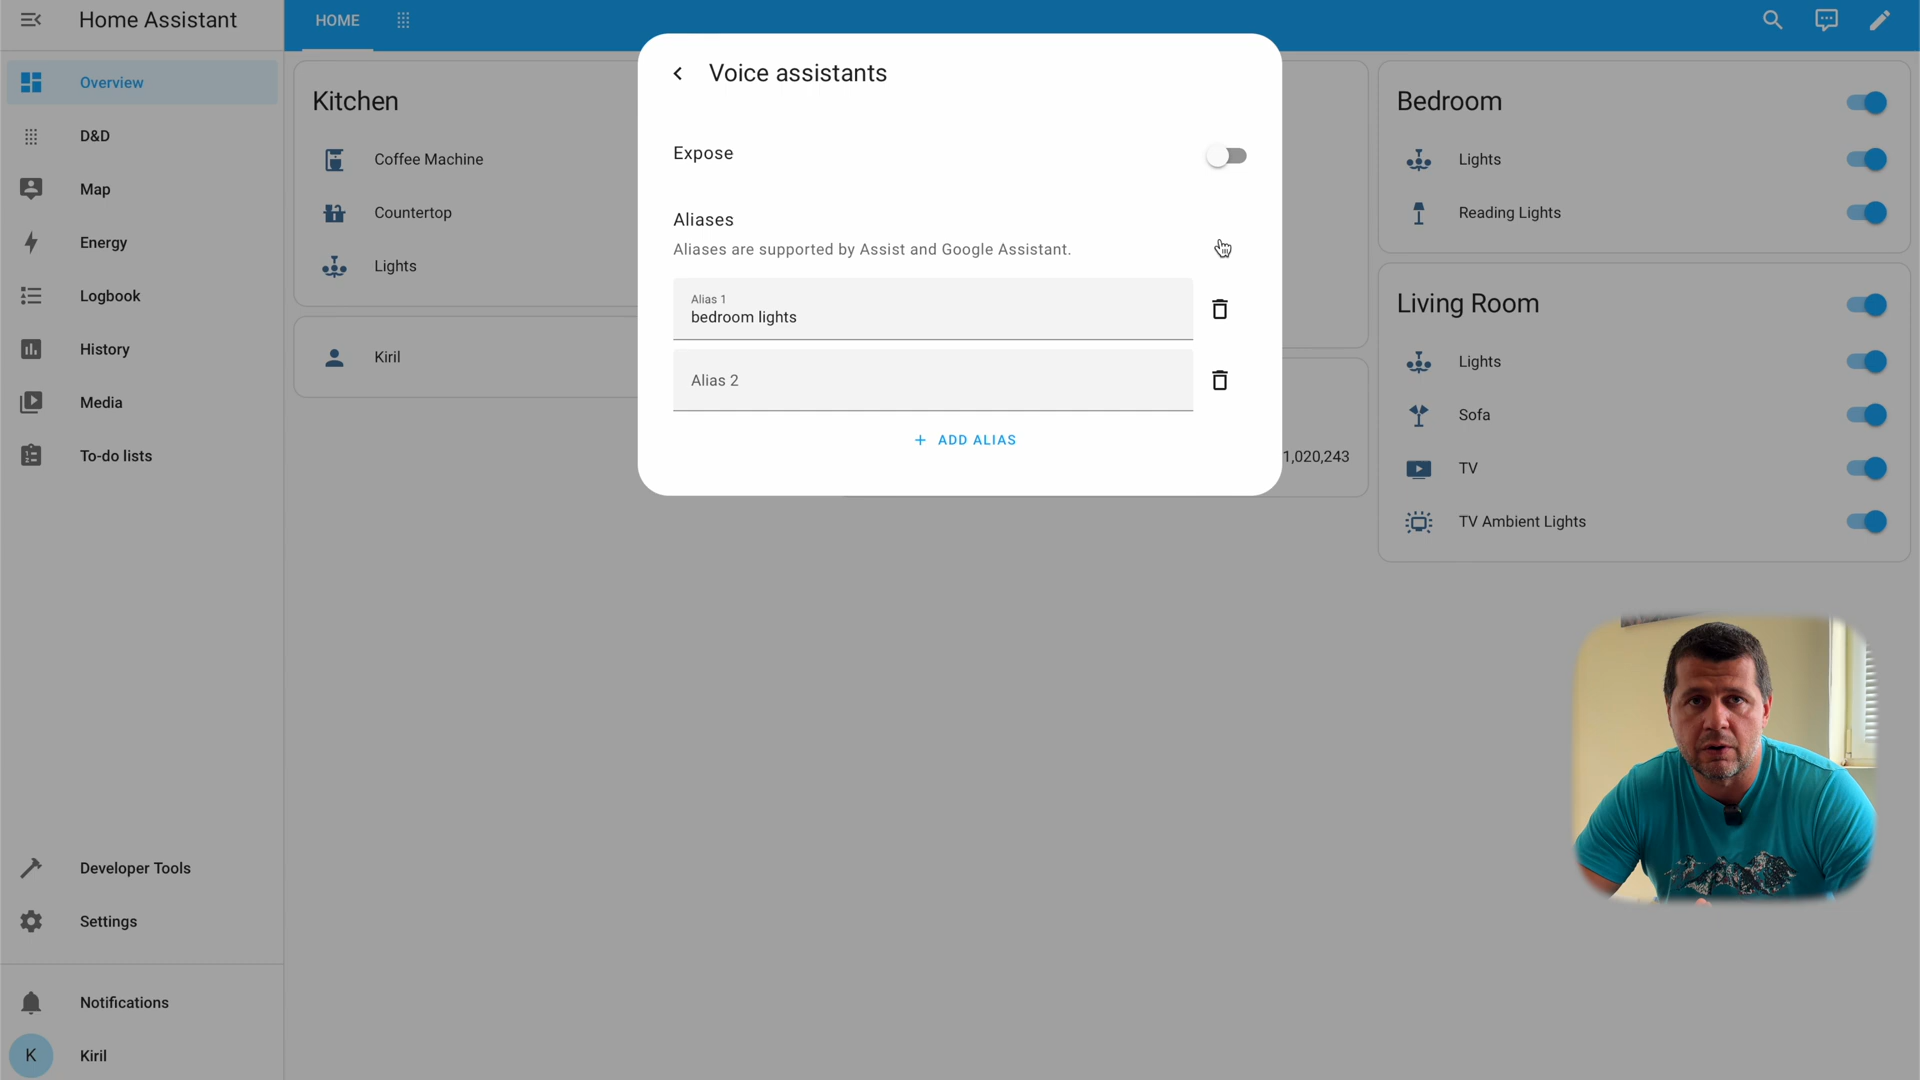 Home Assistant
HOME
Overview
D&D
Map
Energy
Logbook
History
Media
To-do lists
Developer Tools
Settings
Notifications
K
Kiril
Kitchen
Coffee Machine
Countertop
Lights
Kiril
Voice assistants
Expose
Aliases
Aliases are supported by Assist and Google Assistant.
Alias 1
bedroom lights
Alias 2
+ ADD ALIAS
1,020,243
Bedroom
Lights
Reading Lights
Living Room
Lights
Sofa
TV
TV Ambient Lights